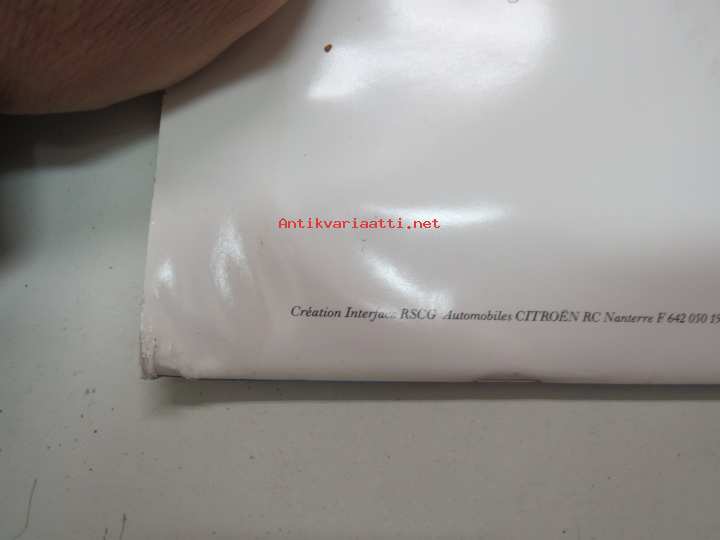 Antikvariaatti.net
Création Interface RSCG Automobiles CITROËN RC Nanterre F 642 050